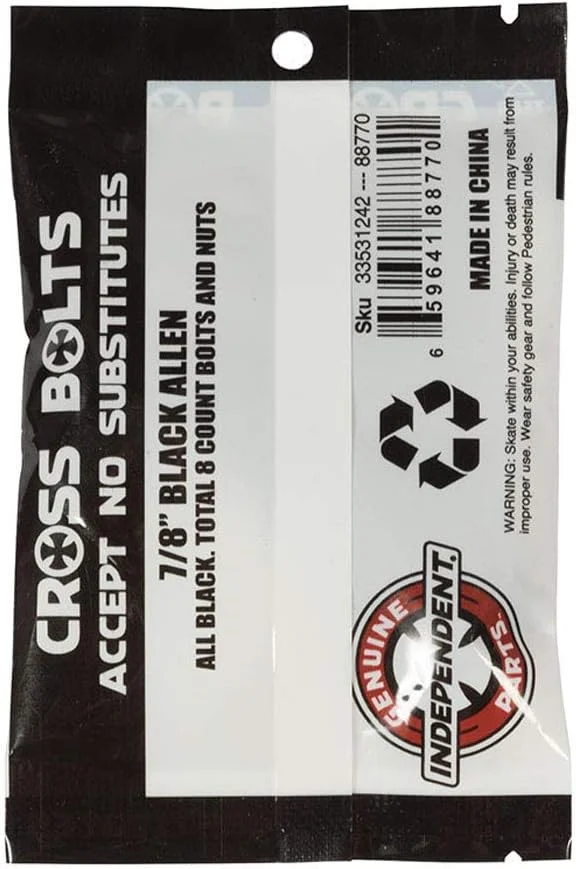 CROSS BOLTS
ACCEPT NO SUBSTITUTES
7/8" BLACK ALLEN
ALL BLACK. TOTAL 8 COUNT BOLTS AND NUTS
Sku 33531242 --- 88770
6 59641 88770
MADE IN CHINA
WARNING: Skate within your abilities. Injury or death may result from
improper use. Wear safety gear and follow Pedestrian rules.
GENUINE
INDEPENDENT.
PARTS